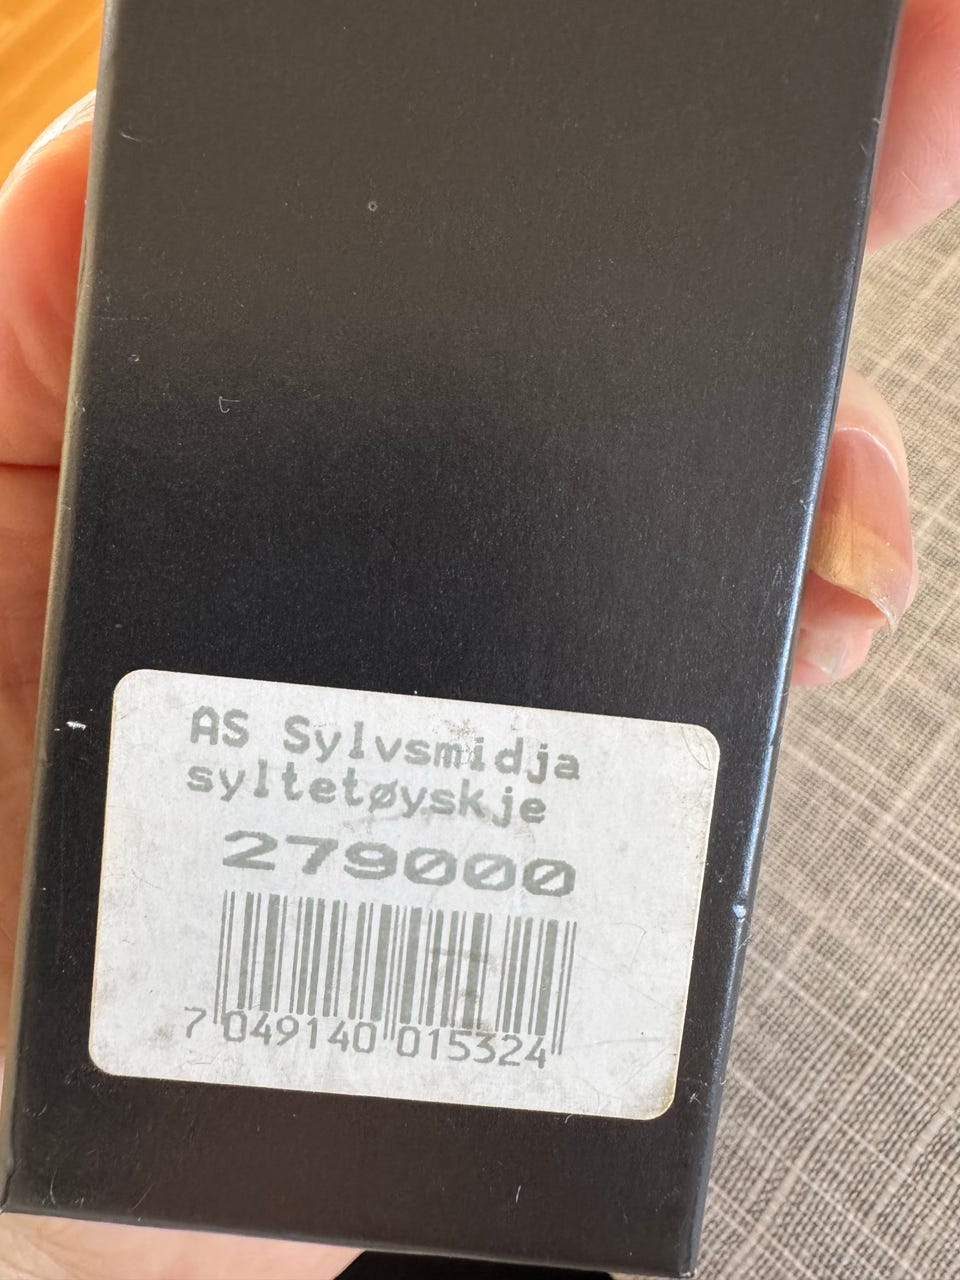 AS Sylvsmidja
syltetøyskje
279000
7 049140 015324